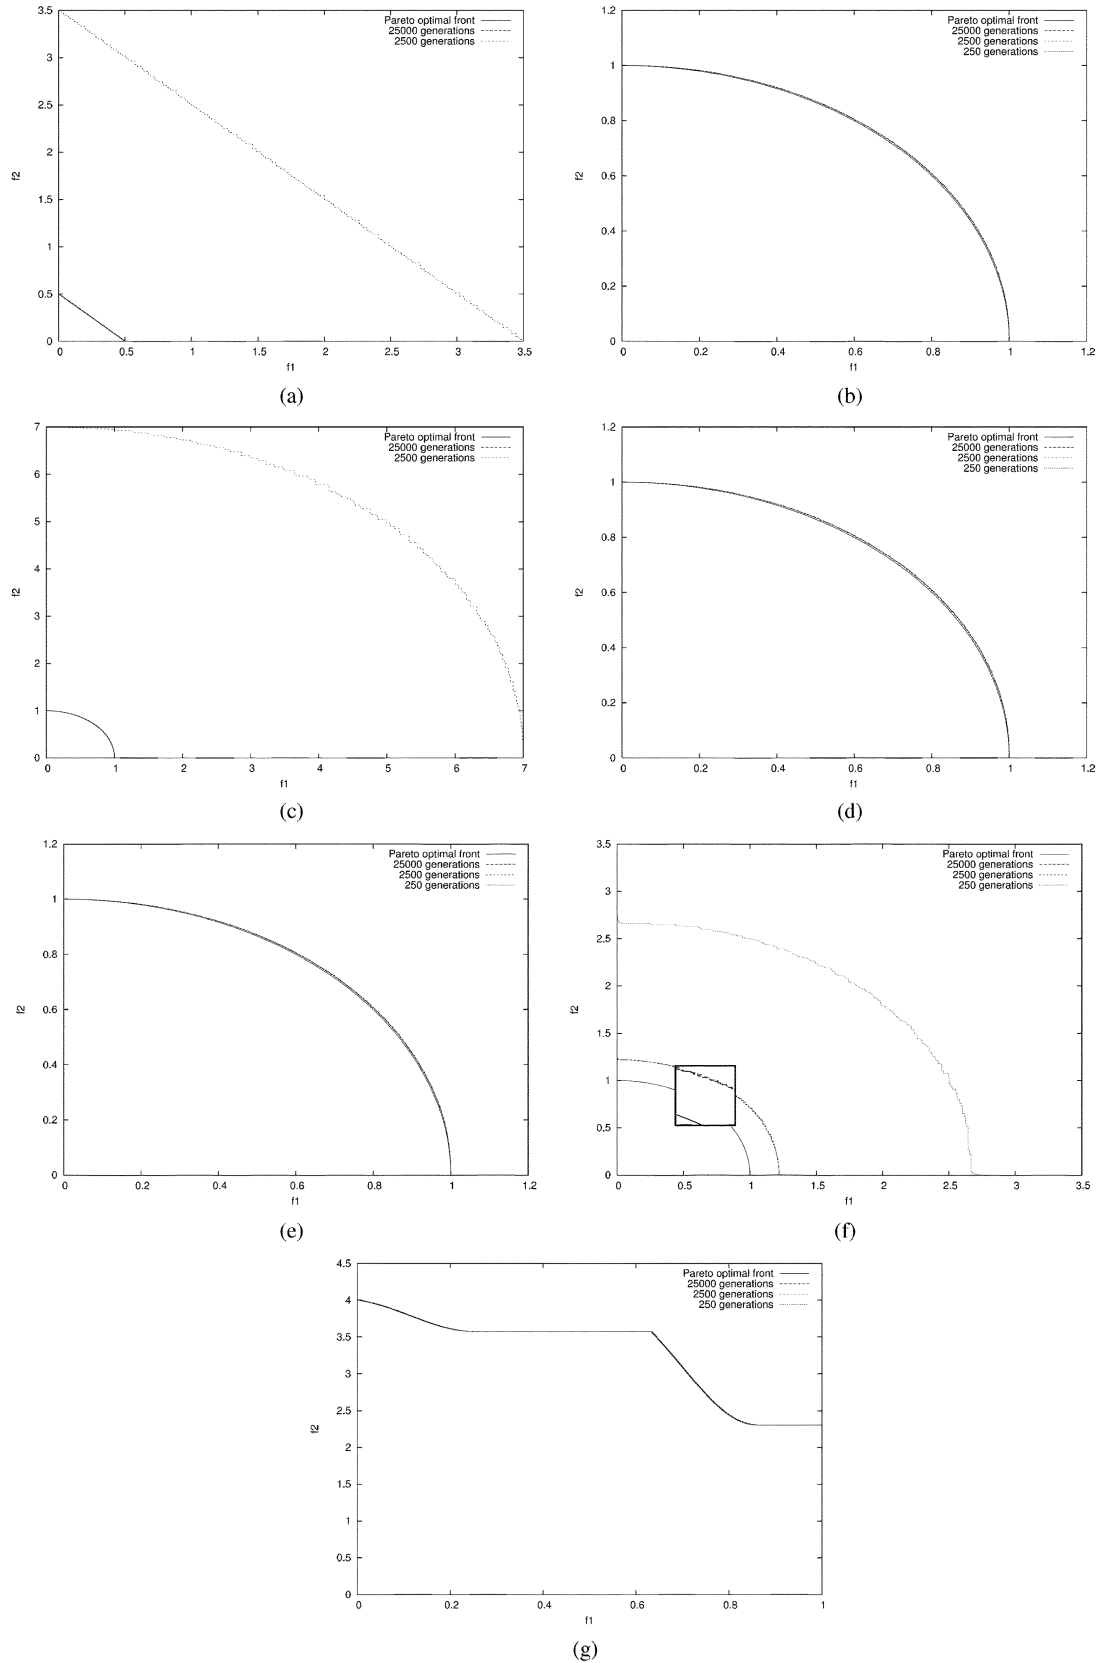 3.5
3
2.5
2
1.5
1
0.5
0
f2
Pareto optimal front
25000 generations
2500 generations
0 0.5 1 1.5 2 2.5 3 3.5
f1
(a)
1.2
1
0.8
0.6
0.4
0.2
0
f2
Pareto optimal front
25000 generations
2500 generations
250 generations
0 0.2 0.4 0.6 0.8 1 1.2
f1
(b)
7
6
5
4
3
2
1
0
f2
Pareto optimal front
25000 generations
2500 generations
0 1 2 3 4 5 6 7
f1
(c)
1.2
1
0.8
0.6
0.4
0.2
0
f2
Pareto optimal front
25000 generations
2500 generations
250 generations
0 0.2 0.4 0.6 0.8 1 1.2
f1
(d)
1.2
1
0.8
0.6
0.4
0.2
0
f2
Pareto optimal front
25000 generations
2500 generations
250 generations
0 0.2 0.4 0.6 0.8 1 1.2
f1
(e)
3.5
3
2.5
2
1.5
1
0.5
0
f2
Pareto optimal front
25000 generations
2500 generations
250 generations
0 0.5 1 1.5 2 2.5 3 3.5
f1
(f)
4.5
4
3.5
3
2.5
2
1.5
1
0.5
0
f2
Pareto optimal front
25000 generations
2500 generations
250 generations
0 0.2 0.4 0.6 0.8 1
f1
(g)